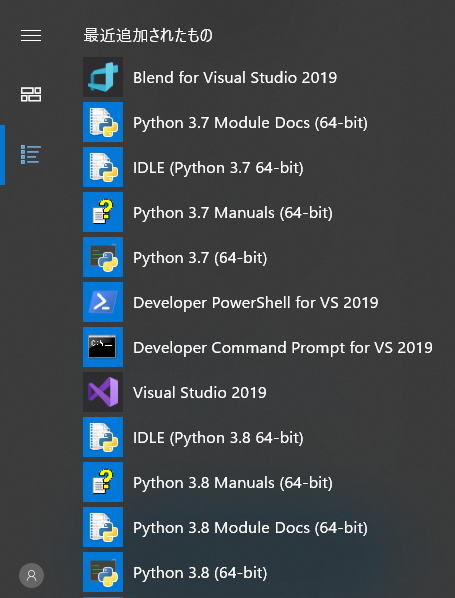 最近追加されたもの
Blend for Visual Studio 2019
Python 3.7 Module Docs (64-bit)
IDLE (Python 3.7 64-bit)
Python 3.7 Manuals (64-bit)
Python 3.7 (64-bit)
Developer PowerShell for VS 2019
Developer Command Prompt for VS 2019
Visual Studio 2019
IDLE (Python 3.8 64-bit)
Python 3.8 Manuals (64-bit)
Python 3.8 Module Docs (64-bit)
Python 3.8 (64-bit)